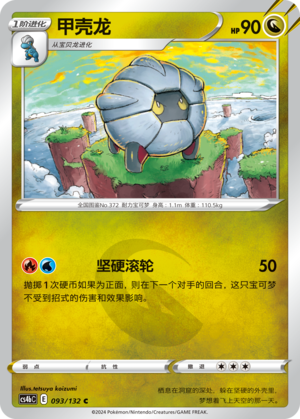 1阶进化
甲壳龙
HP90
从宝贝龙进化
全国图鉴No.372 耐力宝可梦 身高:1.1m 体重:110.5kg
坚硬滚轮 50
抛掷1次硬币如果为正面,则在下一个对手的回合,这只宝可梦
不受到招式的伤害和效果影响。
弱点 抵抗力 撤退
Illus.tetsuya koizumi
CS4bC E 093/132 C
栖息在洞窟的深处,躲在坚硬的外壳里,
梦想着飞上天空的那一天。
©2024 Pokémon/Nintendo/Creatures/GAME FREAK.